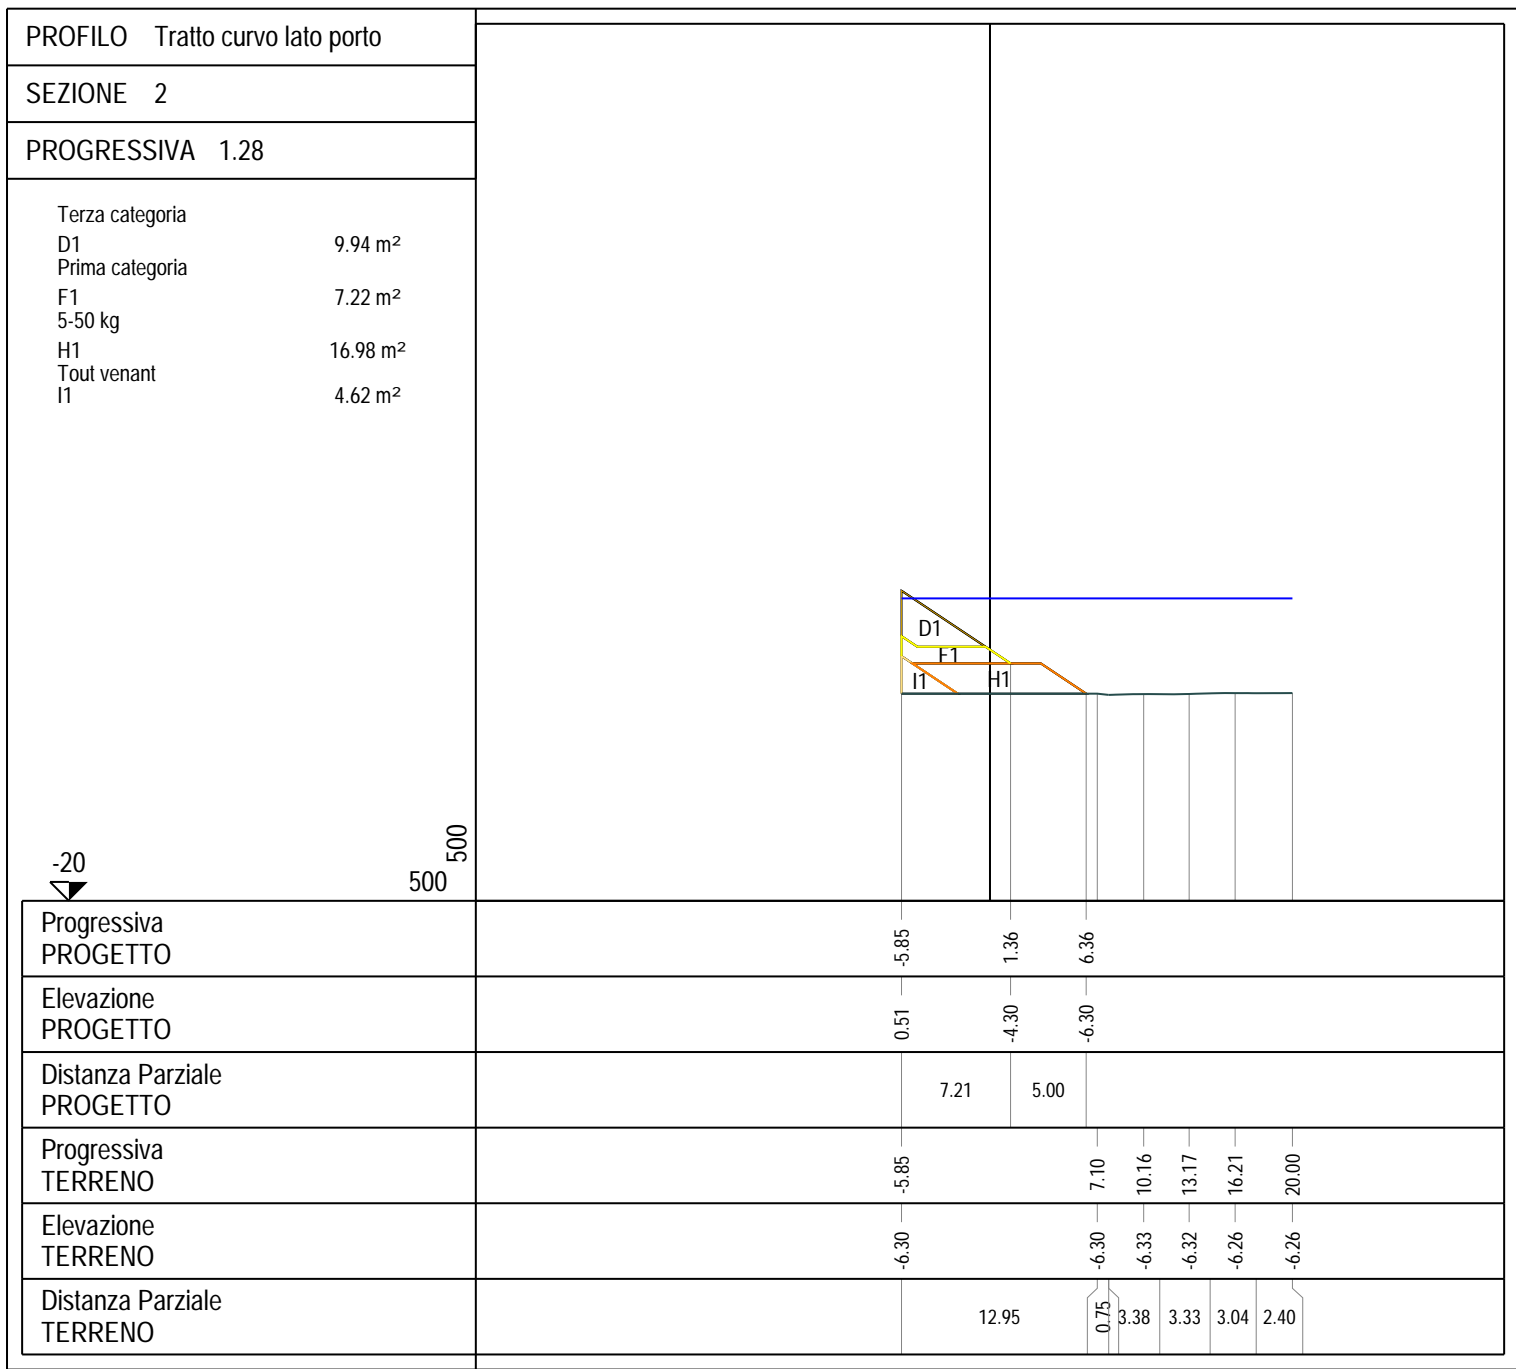 PROFILO Tratto curvo lato porto
SEZIONE 2
PROGRESSIVA 1.28
Terza categoria
D1 9.94 m²
Prima categoria
F1 7.22 m²
5-50 kg
H1 16.98 m²
Tout venant
I1 4.62 m²
D1
F1
I1 H1
500
-20
500
Progressiva
PROGETTO
-5.85 1.36 6.36
Elevazione
PROGETTO
0.51 -4.30 -6.30
Distanza Parziale
PROGETTO
7.21 5.00
Progressiva
TERRENO
-5.85 7.10 10.16 13.17 16.21 20.00
Elevazione
TERRENO
-6.30 -6.30 -6.33 -6.32 -6.26 -6.26
Distanza Parziale
TERRENO
12.95 0.75 3.38 3.33 3.04 2.40